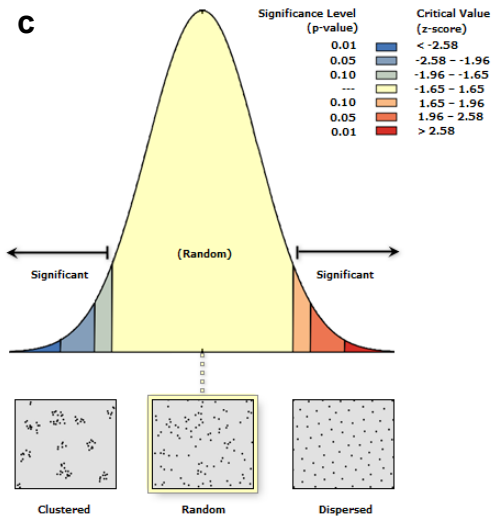 C
Significance Level Critical Value
(p-value) (z-score)
0.01 < -2.58
0.05 -2.58 – -1.96
0.10 -1.96 – -1.65
--- -1.65 – 1.65
0.10 1.65 – 1.96
0.05 1.96 – 2.58
0.01 > 2.58
(Random)
Significant Significant
Clustered Random Dispersed